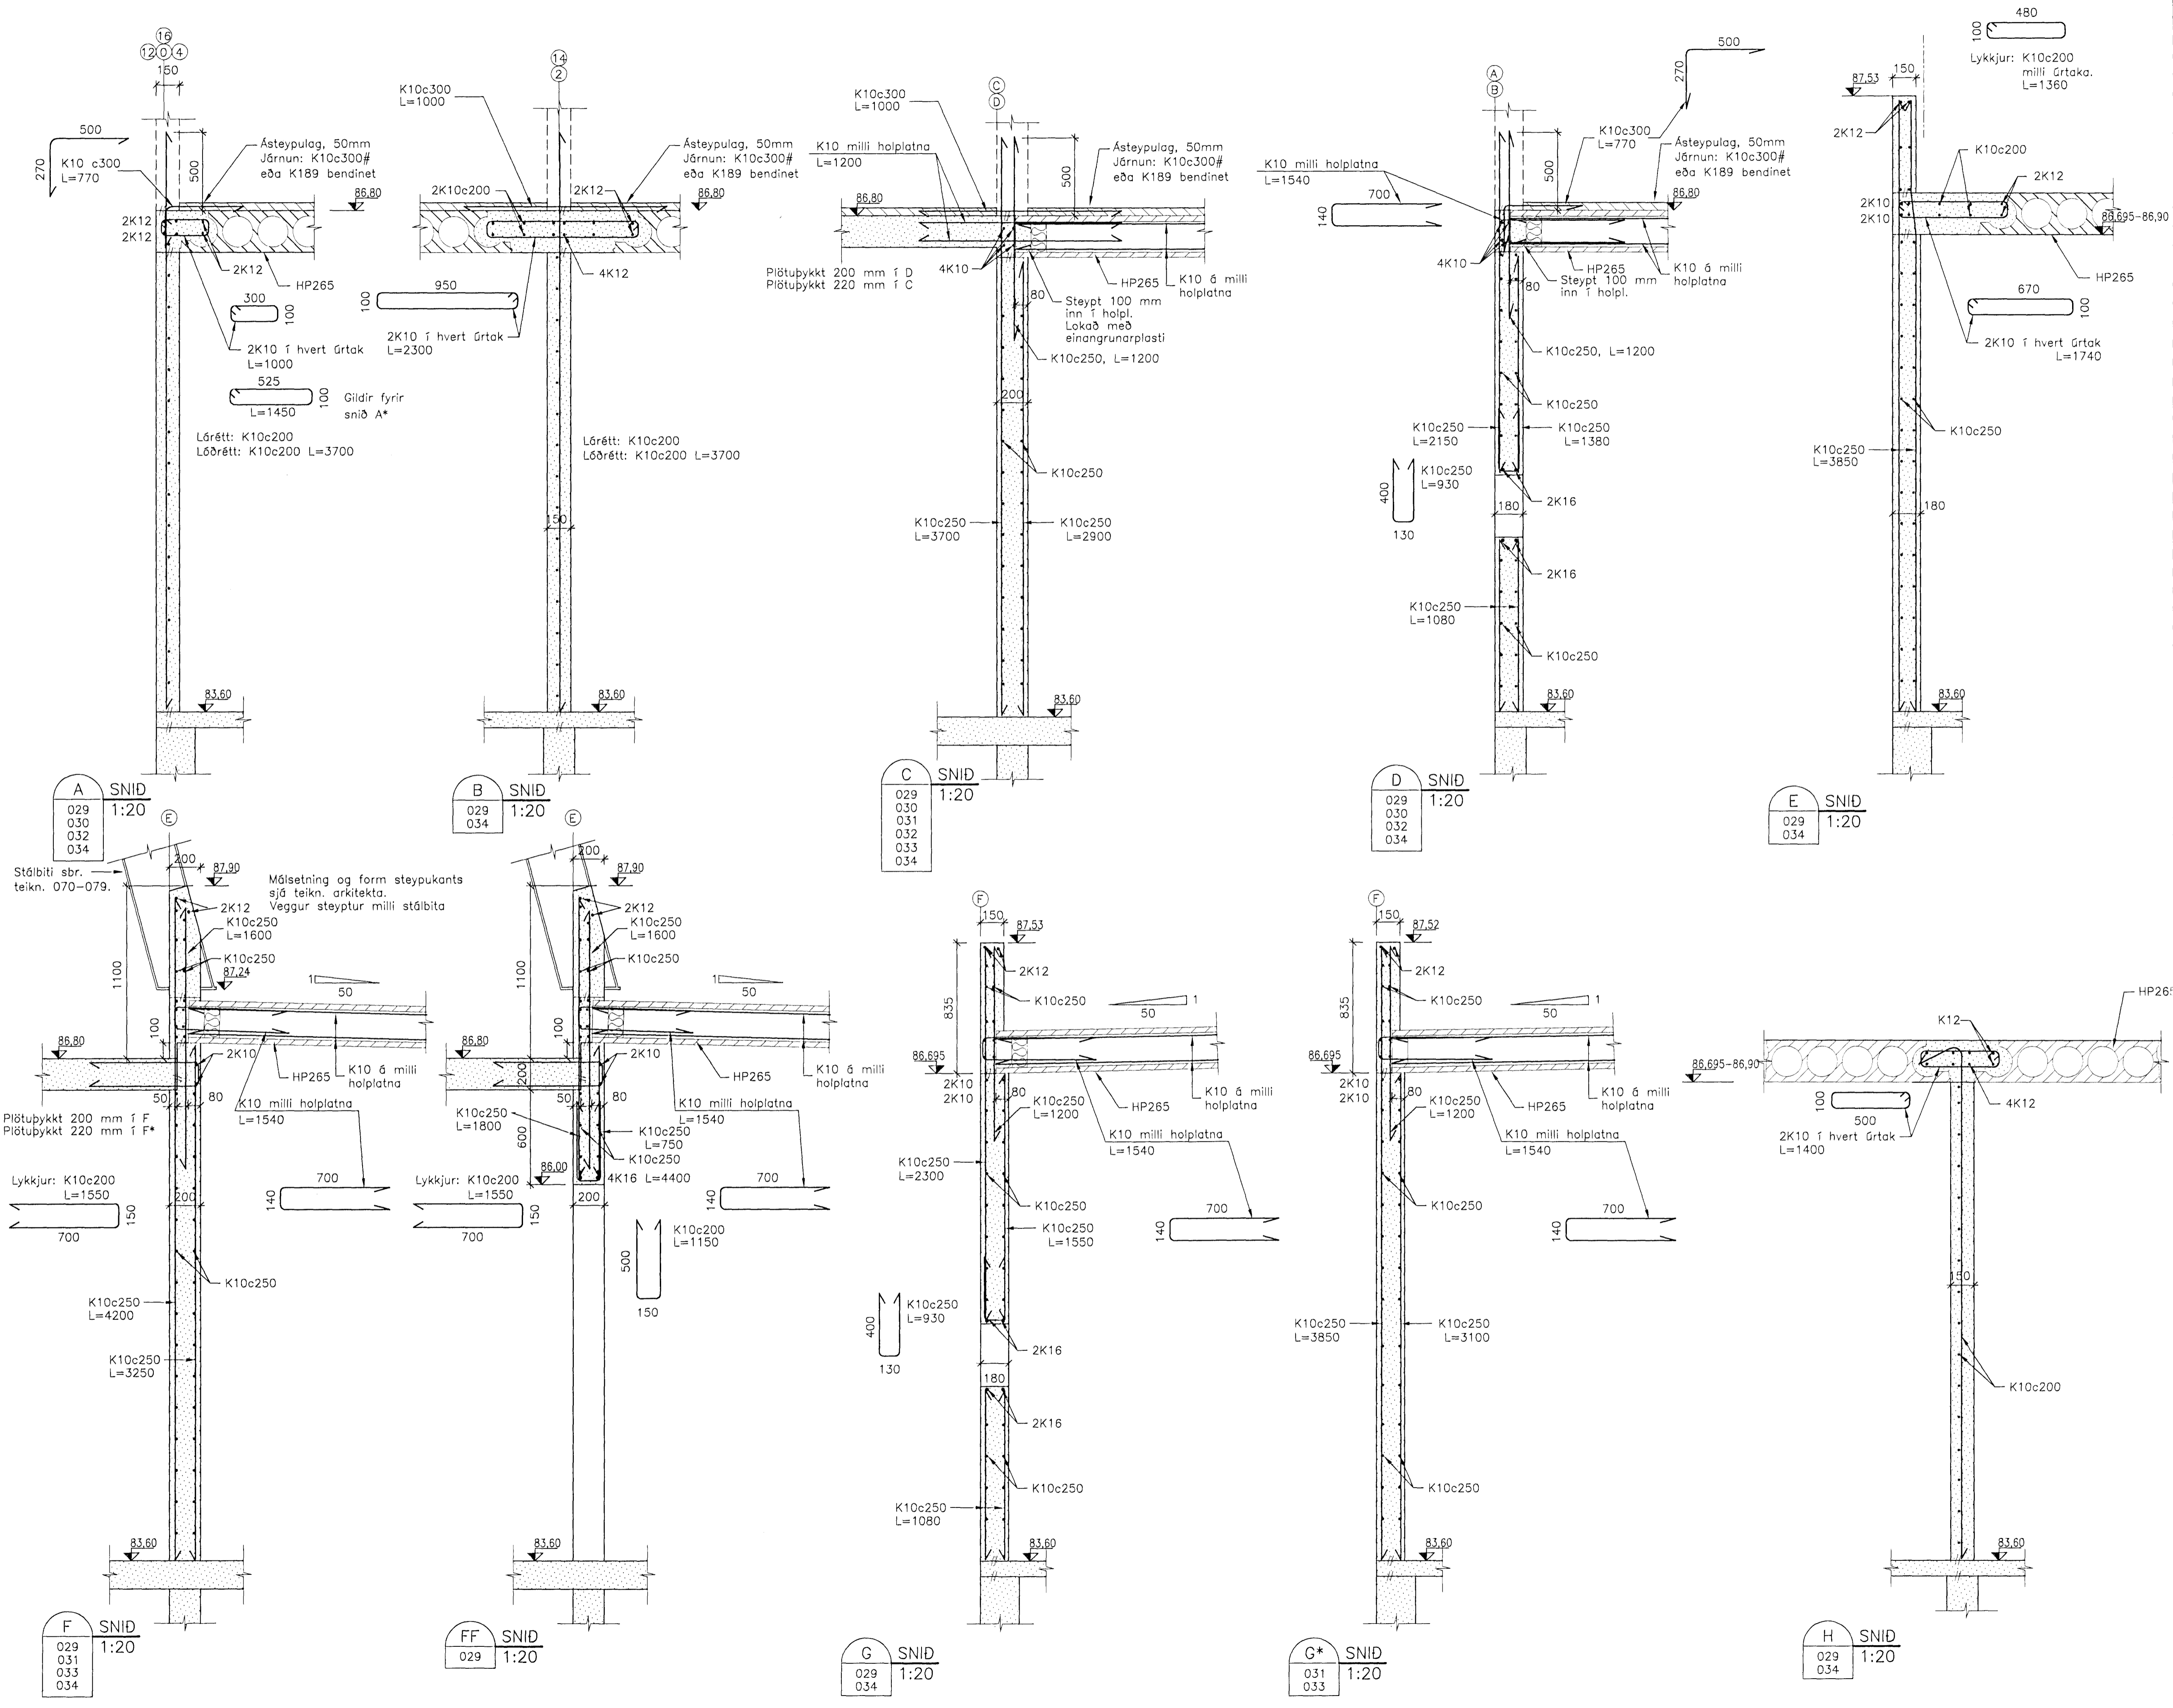 16
12 0 4
150
500
270
K10 c300
L=770
500
Ásteypulag, 50mm
Járnun: K10c300#
eða K189 bendinet
86,80
2K12
2K12
2K12
HP265
300
100
2K10 í hvert úrtak
L=1000
525
100
L=1450
Gildir fyrir
snið A*
Lárétt: K10c200
Lóðrétt: K10c200 L=3700
83,60
A
029
030
032
034
SNIÐ
1:20
14
2
K10c300
L=1000
Ásteypulag, 50mm
Járnun: K10c300#
eða K189 bendinet
2K10c200
2K12
86,80
4K12
950
100
2K10 í hvert úrtak
L=2300
Lárétt: K10c200
Lóðrétt: K10c200 L=3700
150
83,60
B
029
034
SNIÐ
1:20
C
D
K10c300
L=1000
K10 milli holplatna
L=1200
500
Ásteypulag, 50mm
Járnun: K10c300#
eða K189 bendinet
86,80
Plötuþykkt 200 mm í D
Plötuþykkt 220 mm í C
4K10
HP265
K10 á milli
holplatna
80
Steypt 100 mm
inn í holpl.
Lokað með
einangrunarplasti
K10c250, L=1200
200
K10c250
K10c250
L=3700
K10c250
L=2900
83,60
C
029
030
031
032
033
034
SNIÐ
1:20
A
B
500
270
K10c300
L=770
500
Ásteypulag, 50mm
Járnun: K10c300#
eða K189 bendinet
86,80
K10 milli holplatna
L=1540
700
140
4K10
80
HP265
Steypt 100 mm
inn í holpl.
K10 á milli
holplatna
K10c250, L=1200
K10c250
K10c250
L=2150
K10c250
L=1380
400
K10c250
L=930
130
2K16
180
2K16
K10c250
L=1080
K10c250
83,60
D
029
030
032
034
SNIÐ
1:20
480
100
Lykkjur: K10c200
milli úrtaka.
L=1360
150
87,53
2K12
K10c200
2K12
2K10
2K10
86,695-86,90
HP265
670
100
2K10 í hvert úrtak
L=1740
K10c250
K10c250
L=3850
180
83,60
E
029
034
SNIÐ
1:20
E
Stálbiti sbr.
teikn. 070-079.
200
87,90
Málsetning og form steypukants
sjá teikn. arkitekta.
Veggur steyptur milli stálbita
2K12
K10c250
L=1600
K10c250
87,24
1100
1
50
100
86,80
2K10
HP265
K10 á milli
holplatna
50
80
Plötuþykkt 200 mm í F
Plötuþykkt 220 mm í F*
K10 milli holplatna
L=1540
Lykkjur: K10c200
L=1550
150
700
700
140
200
K10c250
K10c250
L=4200
K10c250
L=3250
83,60
F
029
031
033
034
SNIÐ
1:20
E
200
87,90
2K12
K10c250
L=1600
K10c250
1100
1
50
100
86,80
2K10
HP265
K10 á milli
holplatna
200
50
80
K10c250
L=1800
600
K10 milli holplatna
L=1540
K10c250
L=750
K10c250
86,00
4K16 L=4400
Lykkjur: K10c200
L=1550
150
700
700
140
200
K10c200
L=1150
500
150
83,60
FF
029
SNIÐ
1:20
F
150
87,53
2K12
K10c250
835
1
50
86,695
2K10
2K10
80
HP265
K10 á milli
holplatna
K10c250
L=1200
K10 milli holplatna
L=1540
K10c250
L=2300
K10c250
700
140
K10c250
L=1550
400
K10c250
L=930
130
2K16
180
2K16
K10c250
K10c250
L=1080
83,60
G
029
034
SNIÐ
1:20
F
150
87,52
2K12
K10c250
835
1
50
86,695
2K10
2K10
80
HP265
K10 á milli
holplatna
K10c250
L=1200
K10 milli holplatna
L=1540
K10c250
700
140
K10c250
L=3850
K10c250
L=3100
K10c250
83,60
G*
031
033
SNIÐ
1:20
HP265
K12
86,695-86,90
4K12
100
500
2K10 í hvert úrtak
L=1400
150
K10c200
83,60
H
029
034
SNIÐ
1:20